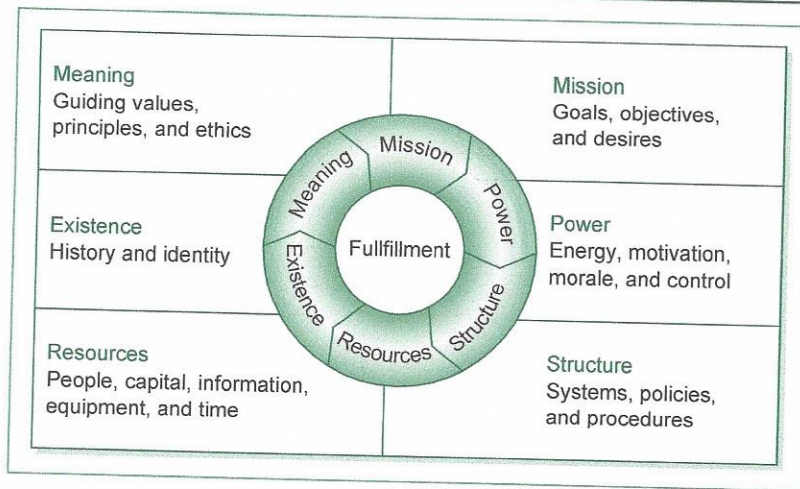 Meaning
Guiding values,
principles, and ethics
Mission
Goals, objectives,
and desires
Existence
History and identity
Power
Energy, motivation,
morale, and control
Resources
People, capital, information,
equipment, and time
Structure
Systems, policies,
and procedures
Mission
Power
Structure
Resources
Existence
Meaning
Fullfillment